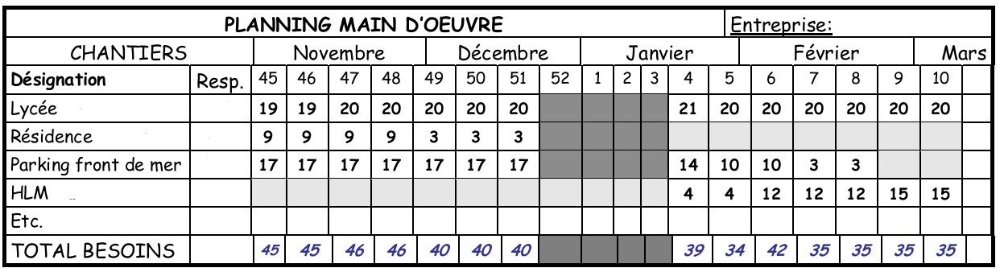 PLANNING MAIN D'OEUVRE Entreprise:
CHANTIERS Novembre Décembre Janvier Février Mars
Désignation Resp. 45 46 47 48 49 50 51 52 1 2 3 4 5 6 7 8 9 10
Lycée 19 19 20 20 20 20 20 21 20 20 20 20 20 20
Résidence 9 9 9 9 3 3 3
Parking front de mer 17 17 17 17 17 17 17 14 10 10 3 3
HLM 4 4 12 12 12 15 15
Etc.
TOTAL BESOINS 45 45 46 46 40 40 40 39 34 42 35 35 35 35